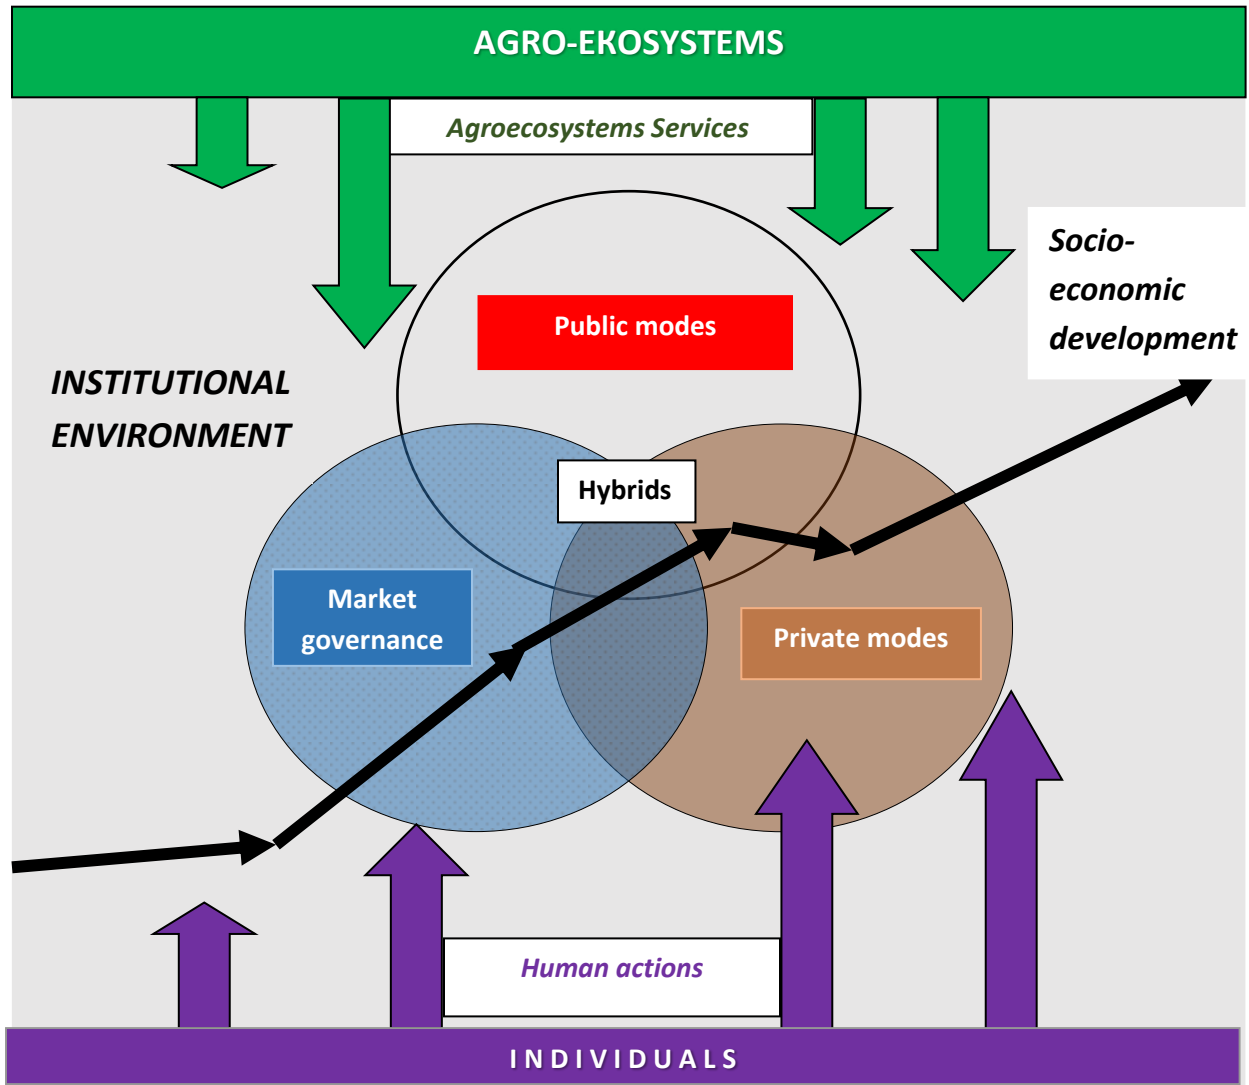 AGRO-EKOSYSTEMS
Agroecosystems Services
Socio-
economic
development
Public modes
INSTITUTIONAL
ENVIRONMENT
Hybrids
Market
governance
Private modes
Human actions
INDIVIDUALS